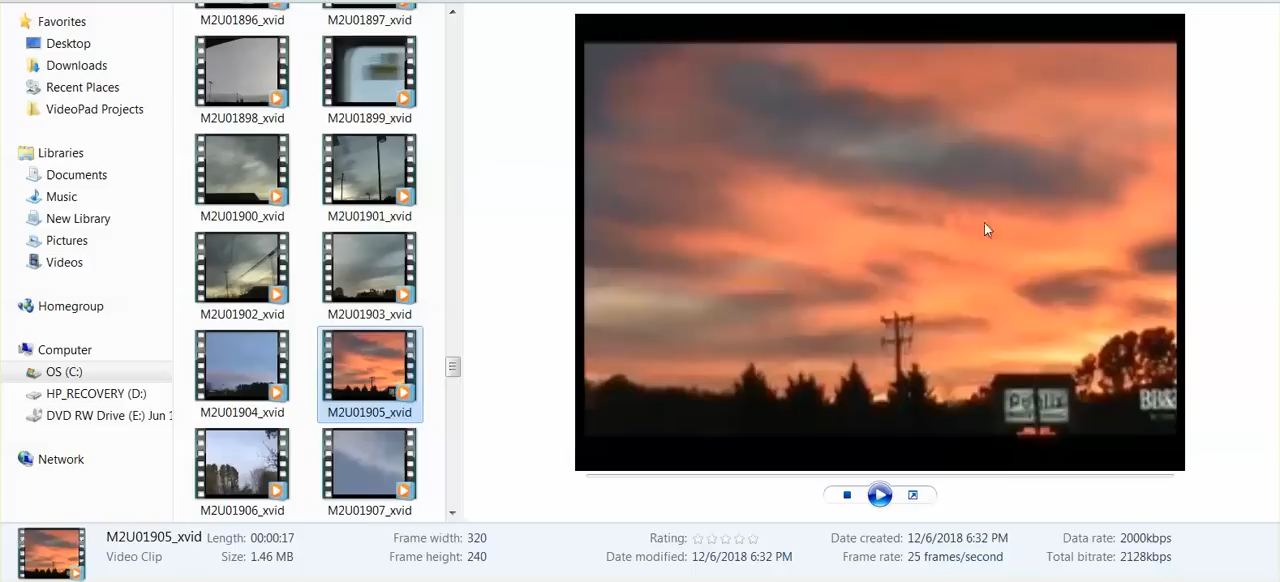 Favorites
Desktop
Downloads
Recent Places
VideoPad Projects
Libraries
Documents
Music
New Library
Pictures
Videos
Homegroup
Computer
OS (C:)
HP_RECOVERY (D:)
DVD RW Drive (E:) Jun 1
Network
M2U01896_xvid M2U01897_xvid
M2U01898_xvid M2U01899_xvid
M2U01900_xvid M2U01901_xvid
M2U01902_xvid M2U01903_xvid
M2U01904_xvid M2U01905_xvid
M2U01906_xvid M2U01907_xvid
Publix
BB&
M2U01905_xvid Length: 00:00:17 Frame width: 320 Rating: Date created: 12/6/2018 6:32 PM Data rate: 2000kbps
Video Clip Size: 1.46 MB Frame height: 240 Date modified: 12/6/2018 6:32 PM Frame rate: 25 frames/second Total bitrate: 2128kbps